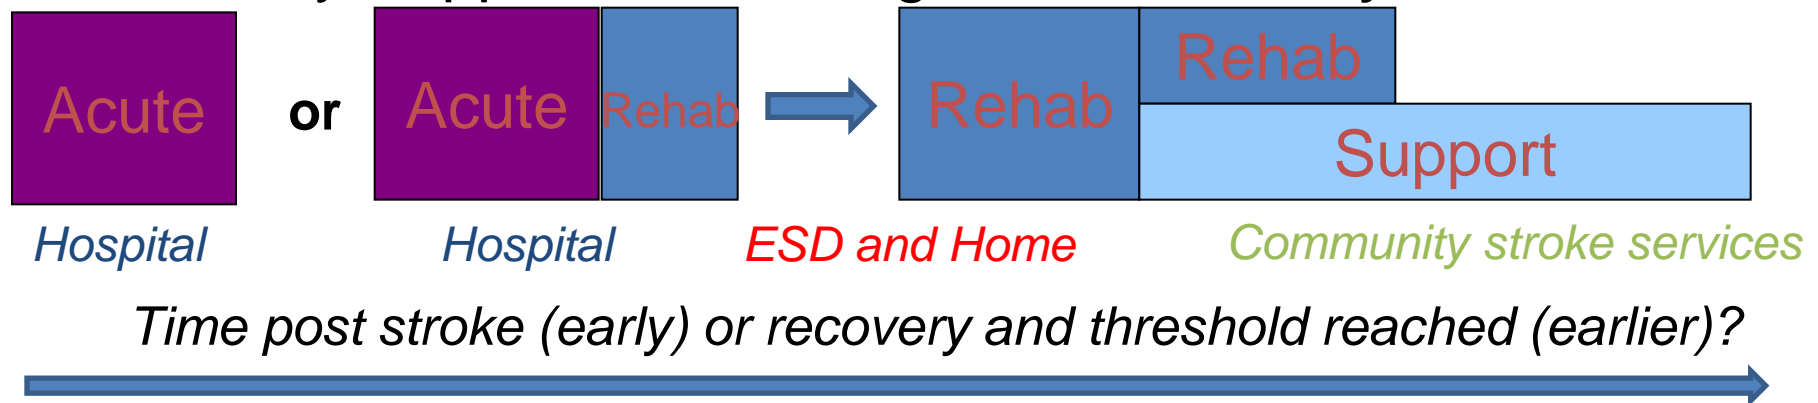 Acute
or
Acute
Rehab
Rehab
Rehab
Support
Hospital
Hospital
ESD and Home
Community stroke services
Time post stroke (early) or recovery and threshold reached (earlier)?